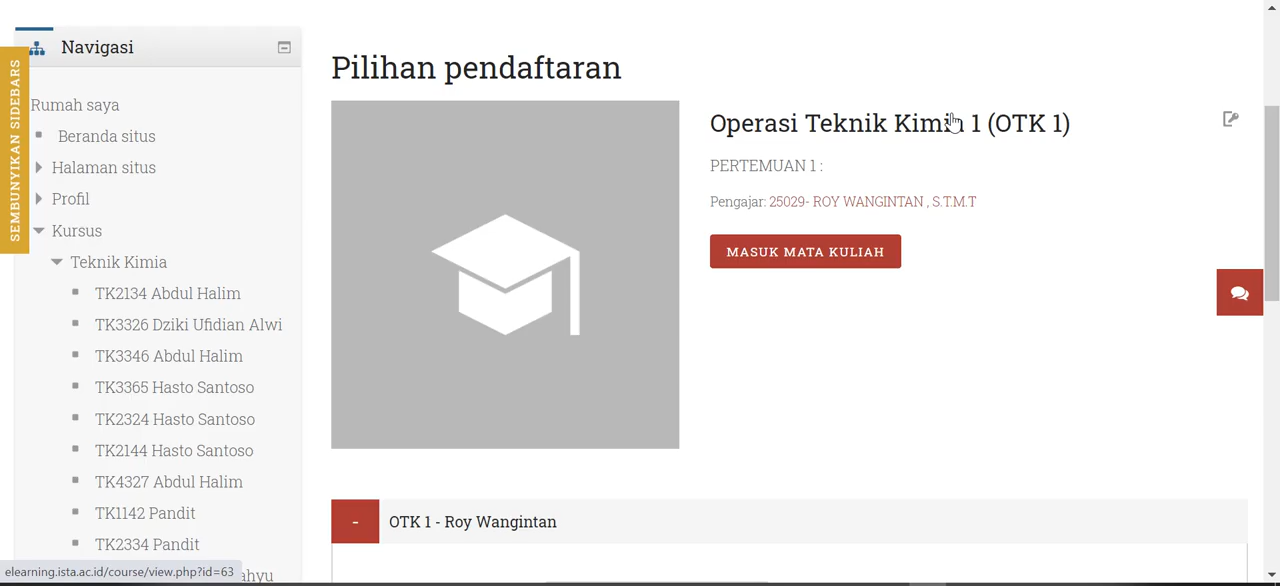 Navigasi
SEMBUNYIKAN SIDEBARS
Rumah saya
Beranda situs
Halaman situs
Profil
Kursus
Teknik Kimia
TK2134 Abdul Halim
TK3326 Dziki Ufidian Alwi
TK3346 Abdul Halim
TK3365 Hasto Santoso
TK2324 Hasto Santoso
TK2144 Hasto Santoso
TK4327 Abdul Halim
TK1142 Pandit
TK2334 Pandit
elearning.ista.ac.id/course/view.php?id=63
Pilihan pendaftaran
Operasi Teknik Kimia 1 (OTK 1)
PERTEMUAN 1 :
Pengajar: 25029- ROY WANGINTAN , S.T.M.T
MASUK MATA KULIAH
- OTK 1 - Roy Wangintan